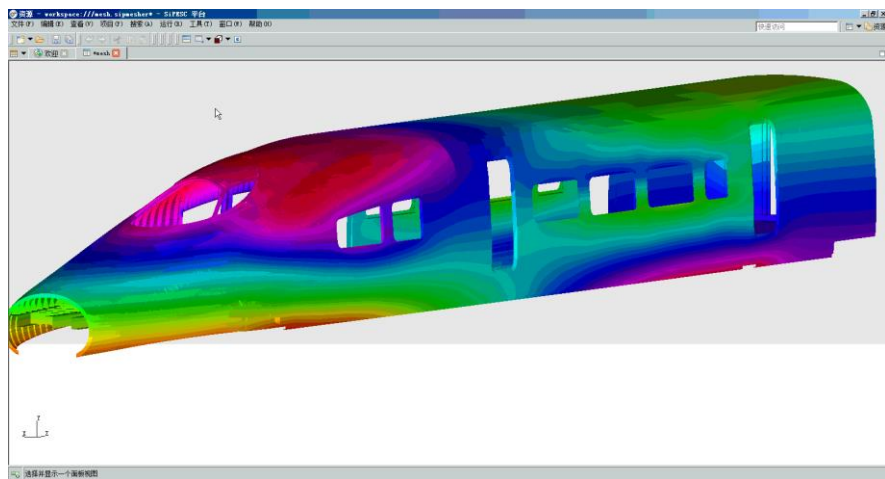 资源 - workspace:///mesh.sipmesher* - SiPESC 平台
文件(F) 编辑(E) 查看(V) 项目(P) 搜索(A) 运行(R) 工具(T) 窗口(W) 帮助(H)
快速访问
资源
欢迎 *mesh
Y
Z
选择并显示一个面板视图